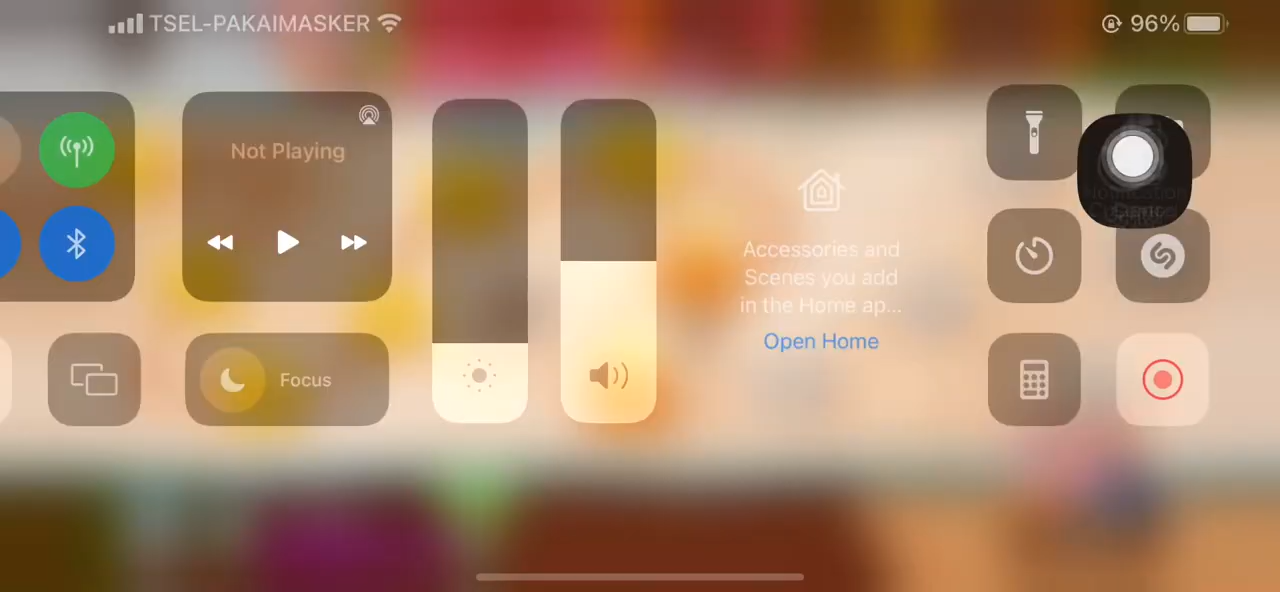 TSEL-PAKAIMASKER
96%
Not Playing
Focus
Accessories and
Scenes you add
in the Home ap...
Open Home